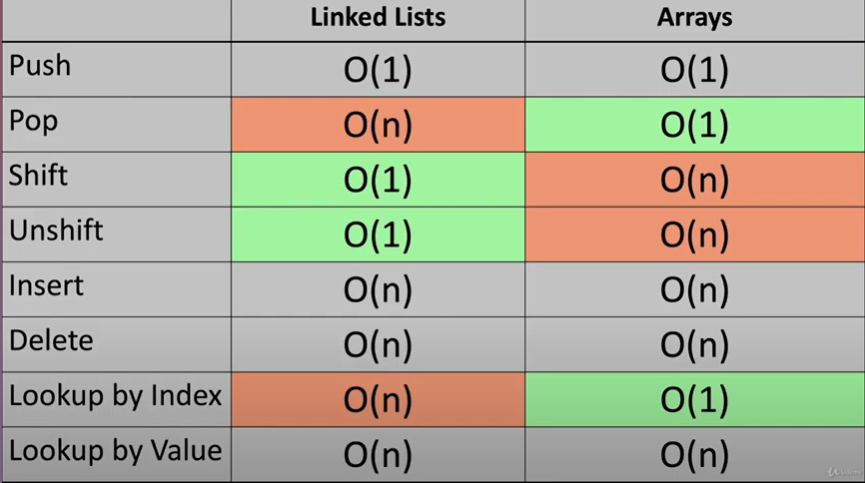 Linked Lists Arrays
Push O(1) O(1)
Pop O(n) O(1)
Shift O(1) O(n)
Unshift O(1) O(n)
Insert O(n) O(n)
Delete O(n) O(n)
Lookup by Index O(n) O(1)
Lookup by Value O(n) O(n)